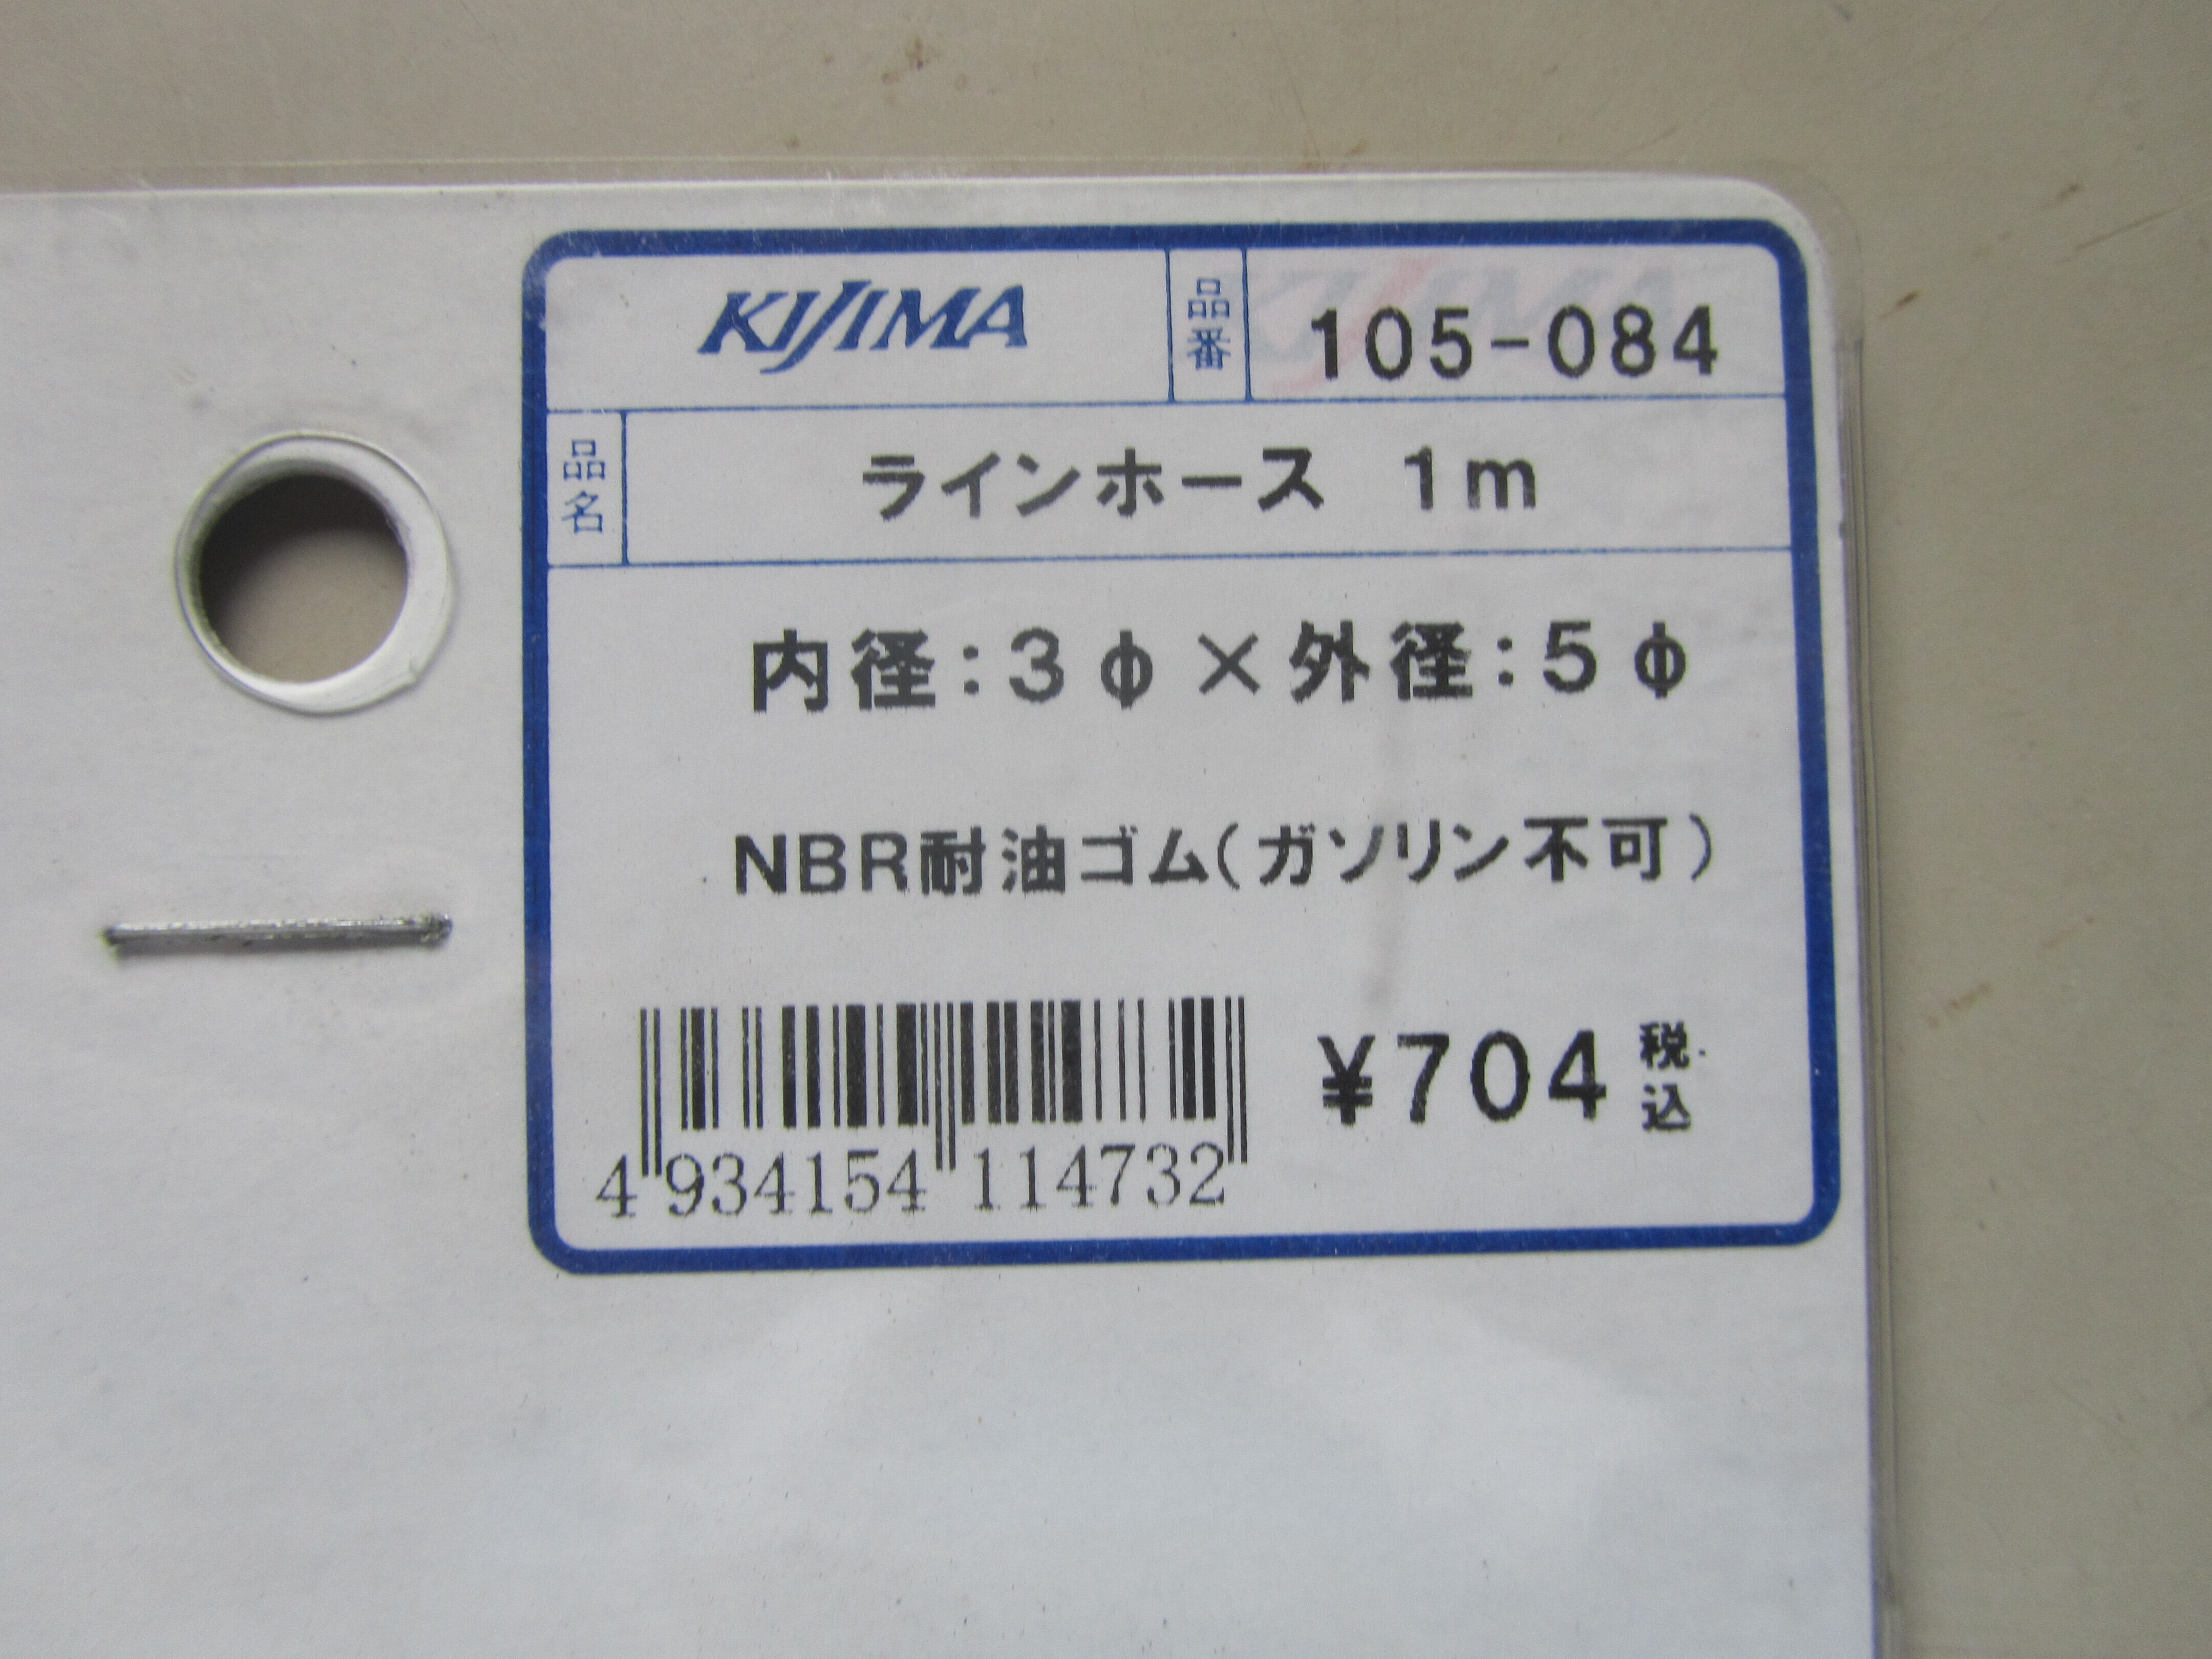 KIJIMA 品番 105-084
品名 ラインホース 1m
内径:3φ×外径:5φ
NBR耐油ゴム(ガソリン不可)
¥704 税込
4 934154 114732